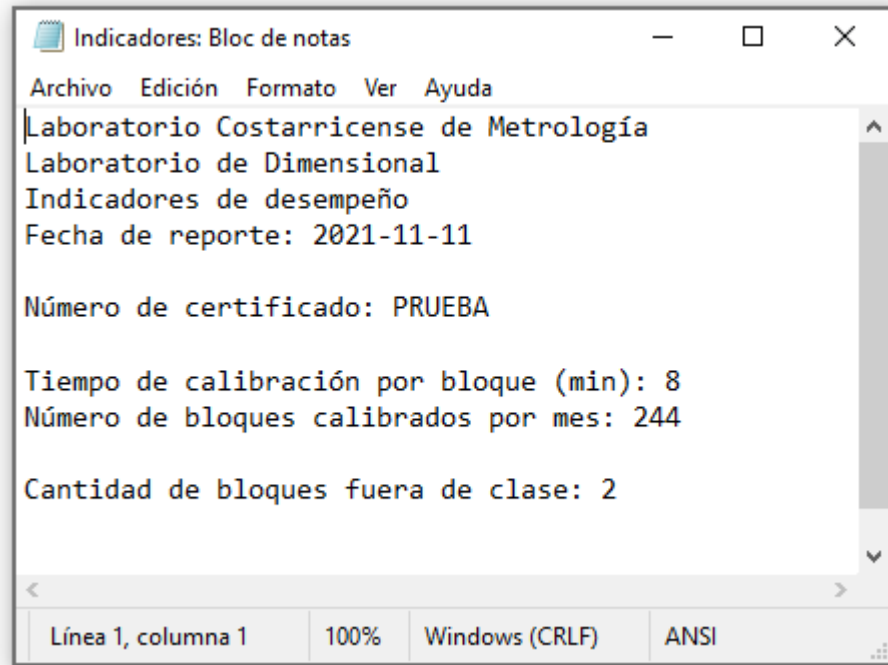 Indicadores: Bloc de notas
Archivo Edición Formato Ver Ayuda
Laboratorio Costarricense de Metrología
Laboratorio de Dimensional
Indicadores de desempeño
Fecha de reporte: 2021-11-11
Número de certificado: PRUEBA
Tiempo de calibración por bloque (min): 8
Número de bloques calibrados por mes: 244
Cantidad de bloques fuera de clase: 2
Línea 1, columna 1 100% Windows (CRLF) ANSI